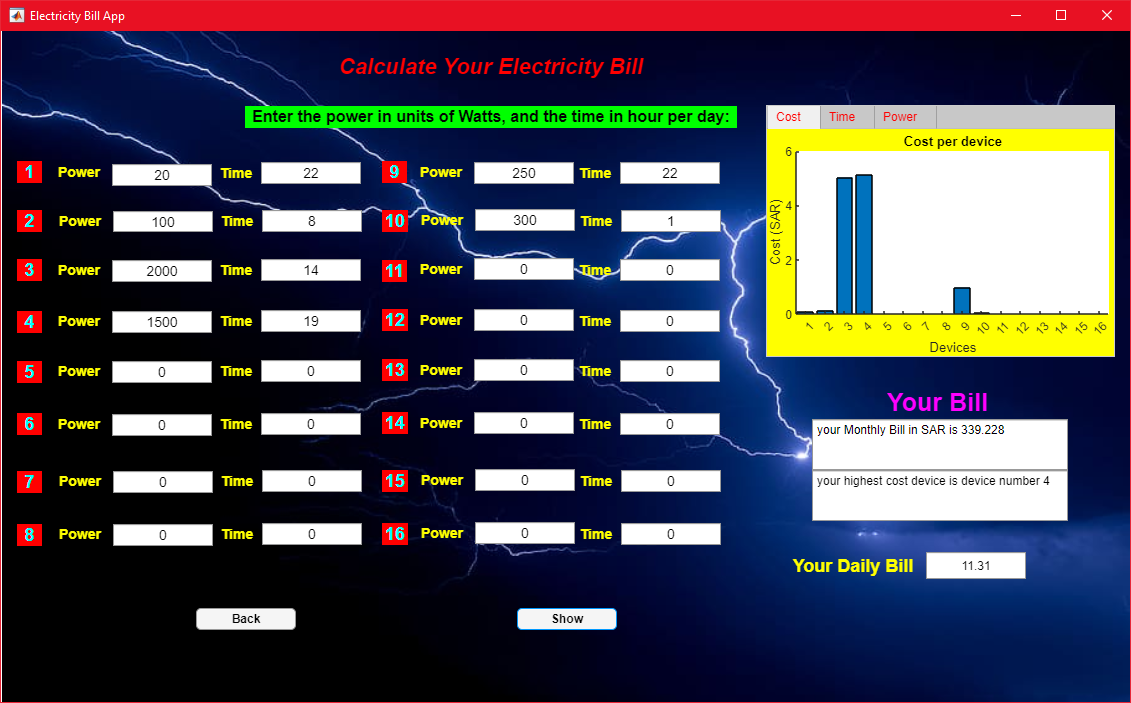 Electricity Bill App
Calculate Your Electricity Bill
Enter the power in units of Watts, and the time in hour per day:
1 Power 20 Time 22
2 Power 100 Time 8
3 Power 2000 Time 14
4 Power 1500 Time 19
5 Power 0 Time 0
6 Power 0 Time 0
7 Power 0 Time 0
8 Power 0 Time 0
9 Power 250 Time 22
10 Power 300 Time 1
11 Power 0 Time 0
12 Power 0 Time 0
13 Power 0 Time 0
14 Power 0 Time 0
15 Power 0 Time 0
16 Power 0 Time 0
Back
Show
Cost Time Power
Cost per device
Cost (SAR)
6
4
2
0
1 2 3 4 5 6 7 8 9 10 11 12 13 14 15 16
Devices
Your Bill
your Monthly Bill in SAR is 339.228
your highest cost device is device number 4
Your Daily Bill 11.31